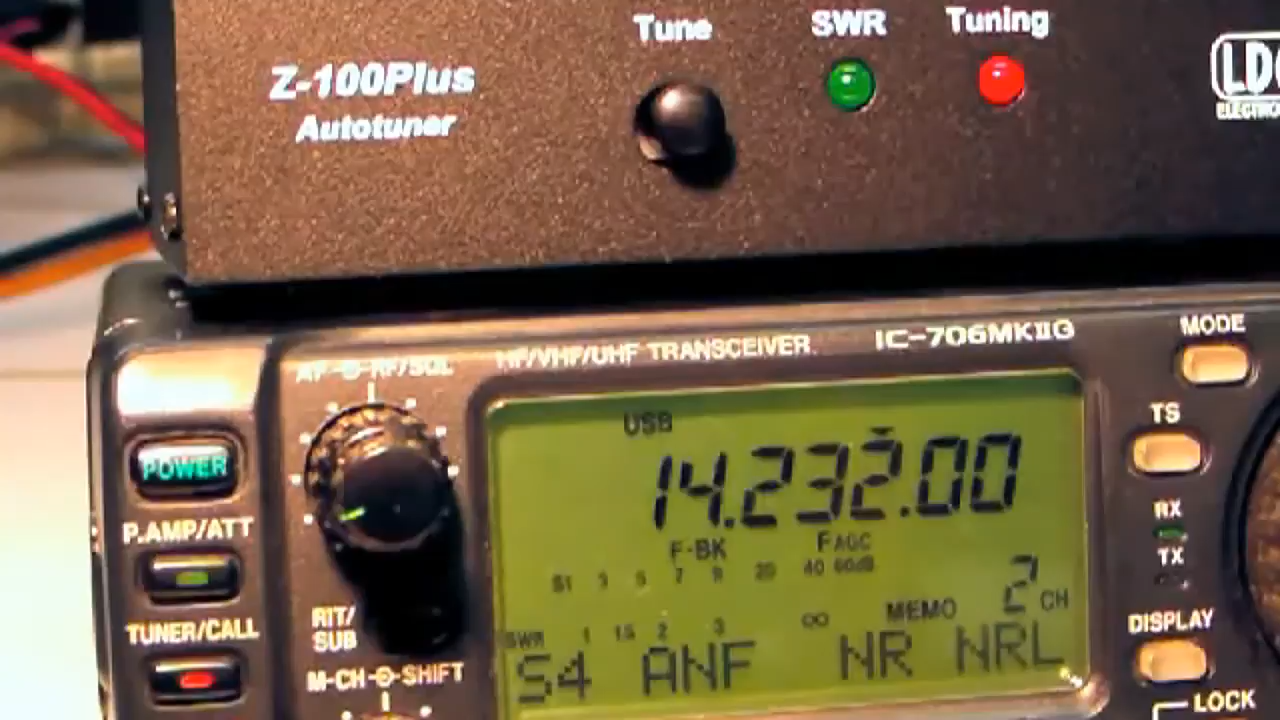 Tune SWR Tuning
Z-100Plus
Autotuner
LDG
HF/VHF/UHF TRANSCEIVER
IC-706MKIIG
MODE
AF-⊙-RF/SQL
TS
POWER
USB
14.232.00
P.AMP/ATT
F-BK FAGC
RX
S1 3 5 7 9 20 40 60dB
TX
2 CH
MEMO
TUNER/CALL
RIT/
SUB
SWR 1 1.5 2 3 ∞
DISPLAY
S4 ANF NR NRL
M-CH-⊙-SHIFT
LOCK